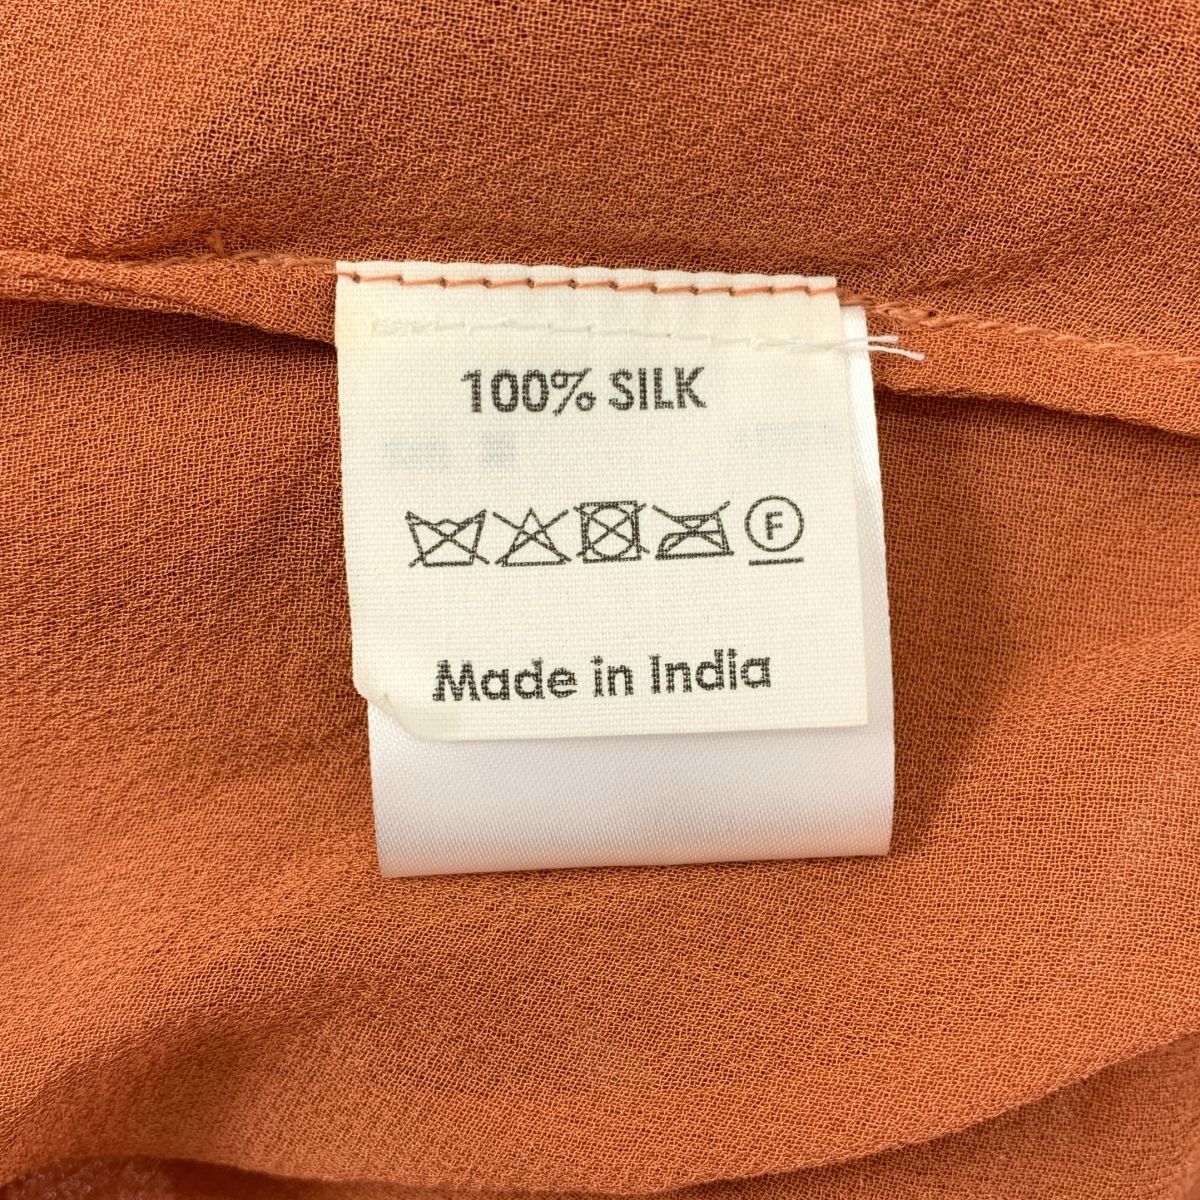 100% SILK
F
Made in India